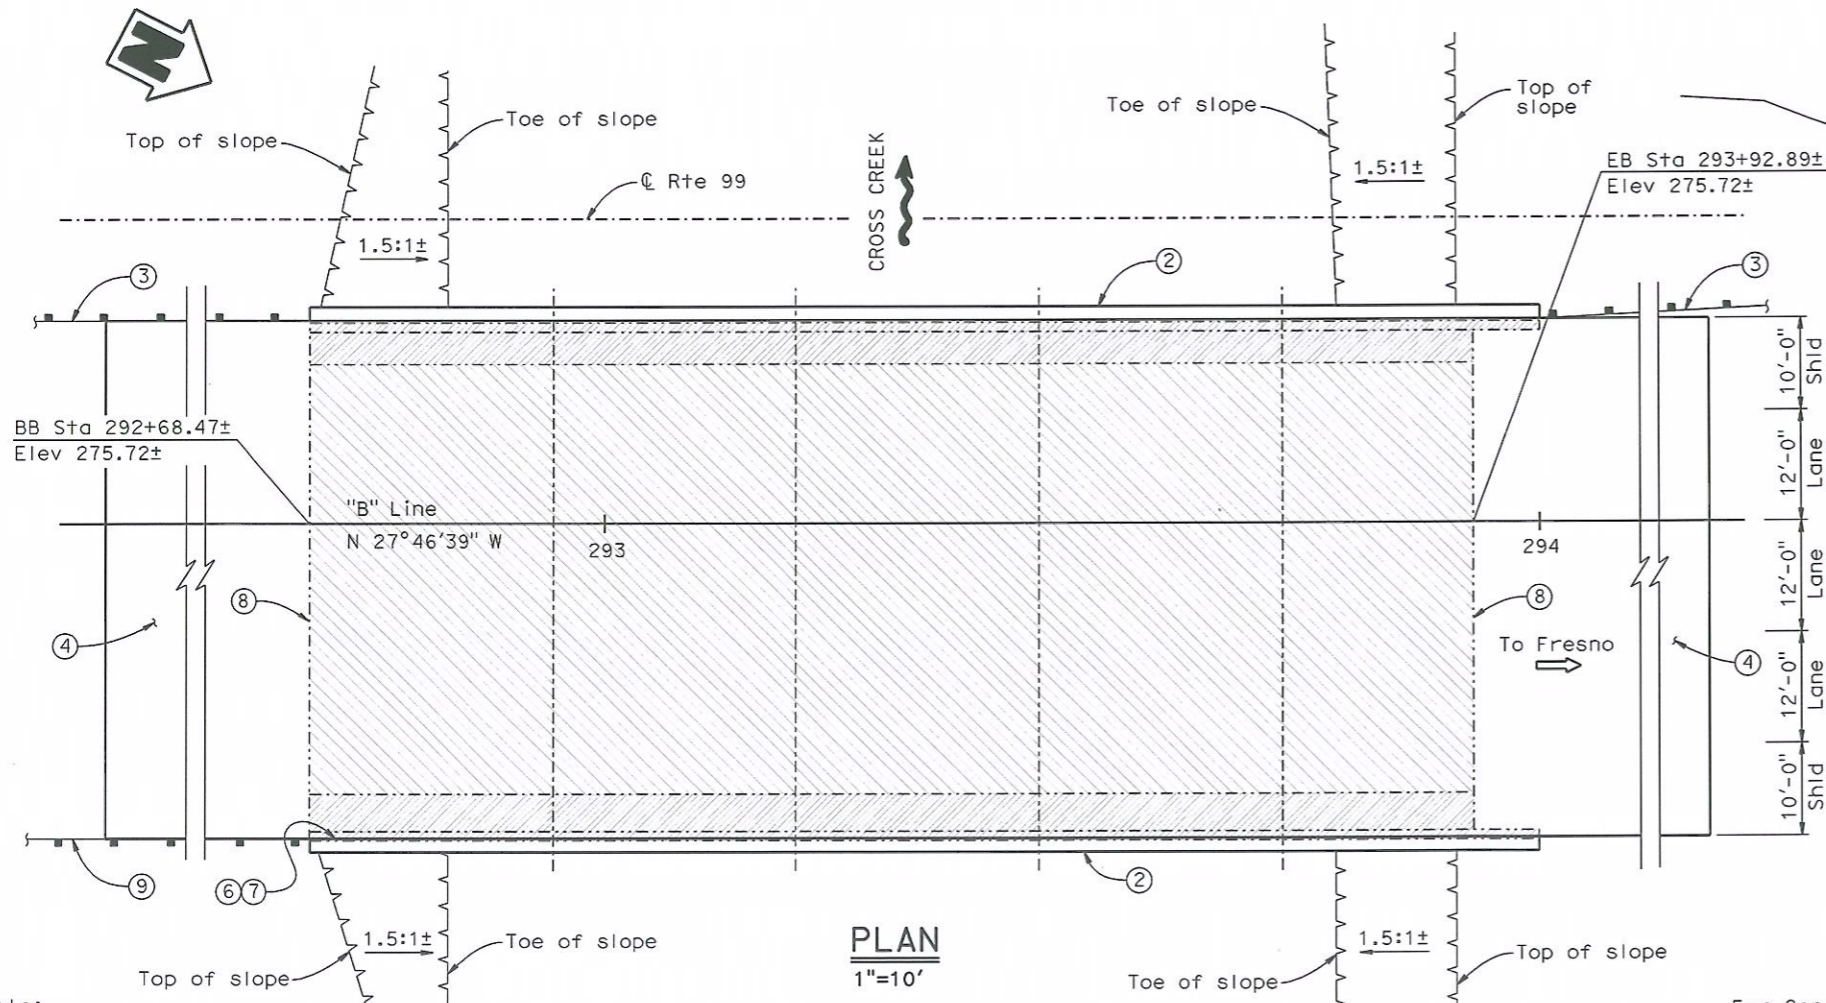 N
Top of slope
Toe of slope
℄ Rte 99
CROSS CREEK
Toe of slope
Top of
slope
1.5:1±
EB Sta 293+92.89±
Elev 275.72±
1.5:1±
2
3
3
BB Sta 292+68.47±
Elev 275.72±
"B" Line
N 27°46'39" W
293
294
8
8
4
4
To Fresno
10'-0"
Shld
12'-0"
Lane
12'-0"
Lane
12'-0"
Lane
10'-0"
Shld
9
6 7
2
1.5:1±
Toe of slope
Top of slope
PLAN
1"=10'
1.5:1±
Top of slope
Toe of slope